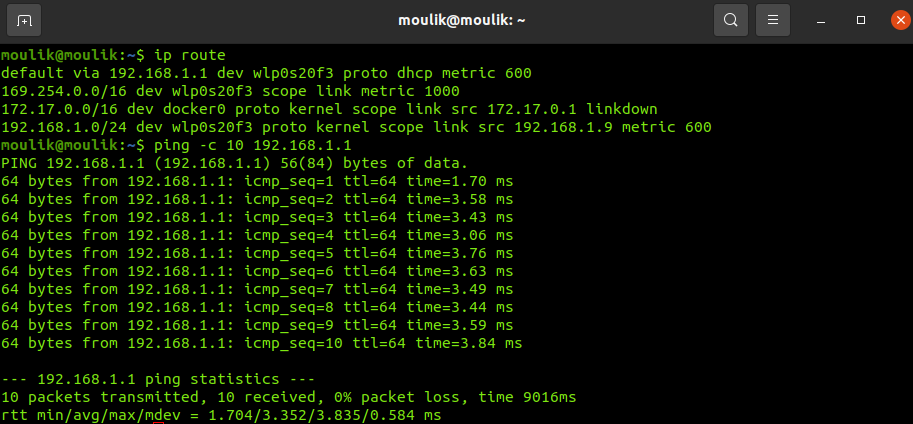 moulik@moulik: ~
moulik@moulik:~$ ip route
default via 192.168.1.1 dev wlp0s20f3 proto dhcp metric 600
169.254.0.0/16 dev wlp0s20f3 scope link metric 1000
172.17.0.0/16 dev docker0 proto kernel scope link src 172.17.0.1 linkdown
192.168.1.0/24 dev wlp0s20f3 proto kernel scope link src 192.168.1.9 metric 600
moulik@moulik:~$ ping -c 10 192.168.1.1
PING 192.168.1.1 (192.168.1.1) 56(84) bytes of data.
64 bytes from 192.168.1.1: icmp_seq=1 ttl=64 time=1.70 ms
64 bytes from 192.168.1.1: icmp_seq=2 ttl=64 time=3.58 ms
64 bytes from 192.168.1.1: icmp_seq=3 ttl=64 time=3.43 ms
64 bytes from 192.168.1.1: icmp_seq=4 ttl=64 time=3.06 ms
64 bytes from 192.168.1.1: icmp_seq=5 ttl=64 time=3.76 ms
64 bytes from 192.168.1.1: icmp_seq=6 ttl=64 time=3.63 ms
64 bytes from 192.168.1.1: icmp_seq=7 ttl=64 time=3.49 ms
64 bytes from 192.168.1.1: icmp_seq=8 ttl=64 time=3.44 ms
64 bytes from 192.168.1.1: icmp_seq=9 ttl=64 time=3.59 ms
64 bytes from 192.168.1.1: icmp_seq=10 ttl=64 time=3.84 ms
--- 192.168.1.1 ping statistics ---
10 packets transmitted, 10 received, 0% packet loss, time 9016ms
rtt min/avg/max/mdev = 1.704/3.352/3.835/0.584 ms